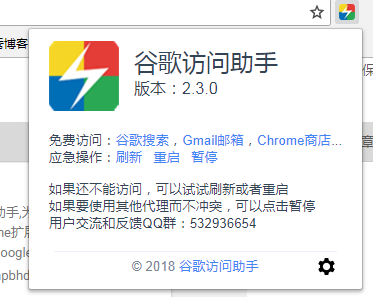 谷歌访问助手
版本：2.3.0
博客
保
免费访问：谷歌搜索，Gmail邮箱，Chrome商店...
章
应急操作：刷新 重启 暂停
如果还不能访问，可以试试刷新或者重启
助手,为
如果要使用其他代理而不冲突，可以点击暂停
用户交流和反馈QQ群：532936654
me扩展
oogle
© 2018 谷歌访问助手
apbhd